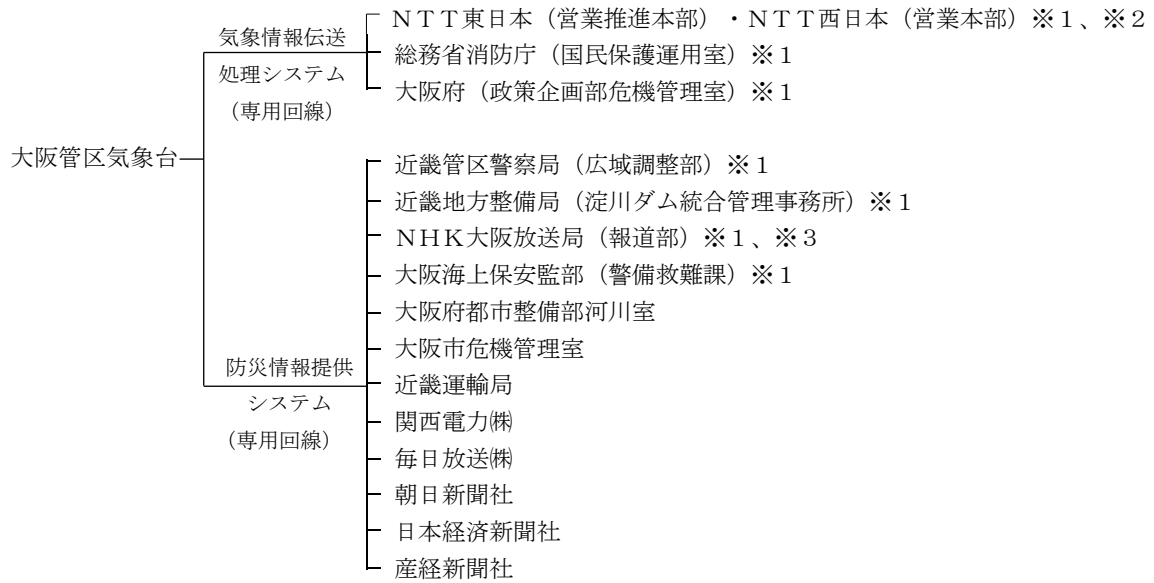 NTT東日本（営業推進本部）・NTT西日本（営業本部）※1、※2
気象情報伝送
総務省消防庁（国民保護運用室）※1
処理システム
大阪府（政策企画部危機管理室）※1
（専用回線）
大阪管区気象台
近畿管区警察局（広域調整部）※1
近畿地方整備局（淀川ダム統合管理事務所）※1
NHK大阪放送局（報道部）※1、※3
大阪海上保安監部（警備救難課）※1
大阪府都市整備部河川室
大阪市危機管理室
防災情報提供
近畿運輸局
システム
関西電力㈱
（専用回線）
毎日放送㈱
朝日新聞社
日本経済新聞社
産経新聞社